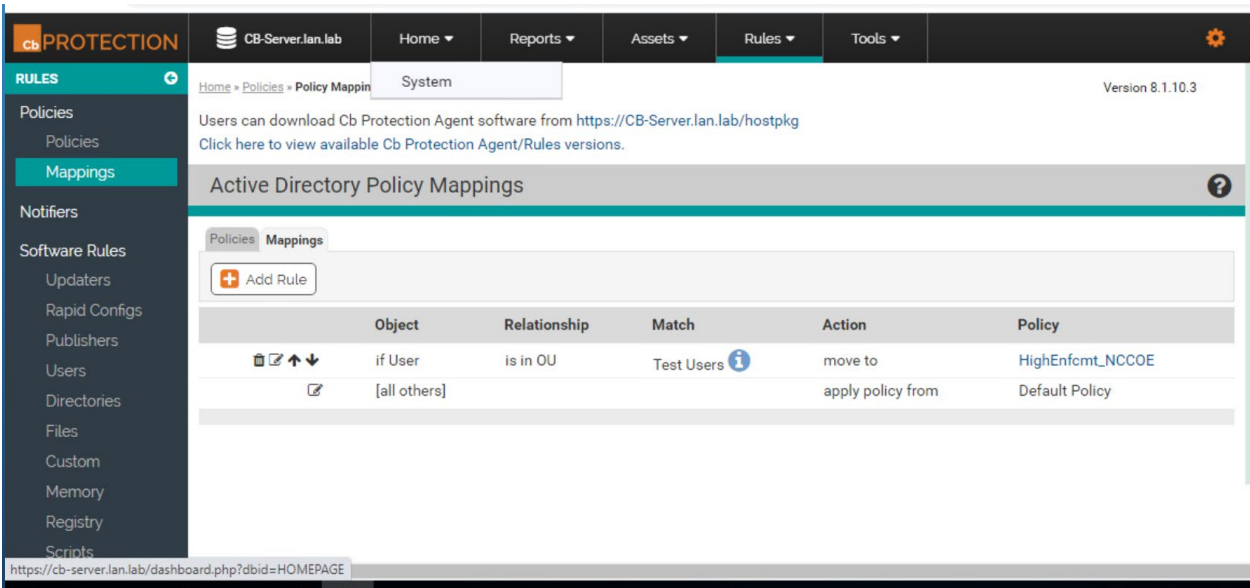 Cb PROTECTION
CB-Server.lan.lab Home Reports Assets Rules Tools
RULES
Home » Policies » Policy Mappin
System
Version 8.1.10.3
Policies
Policies
Mappings
Notifiers
Software Rules
Updaters
Rapid Configs
Publishers
Users
Directories
Files
Custom
Memory
Registry
Scripts
Users can download Cb Protection Agent software from https://CB-Server.lan.lab/hostpkg
Click here to view available Cb Protection Agent/Rules versions.
Active Directory Policy Mappings ?
Policies Mappings
Add Rule
Object Relationship Match Action Policy
if User is in OU Test Users i move to HighEnfcmt_NCCOE
[all others] apply policy from Default Policy
https://cb-server.lan.lab/dashboard.php?dbid=HOMEPAGE